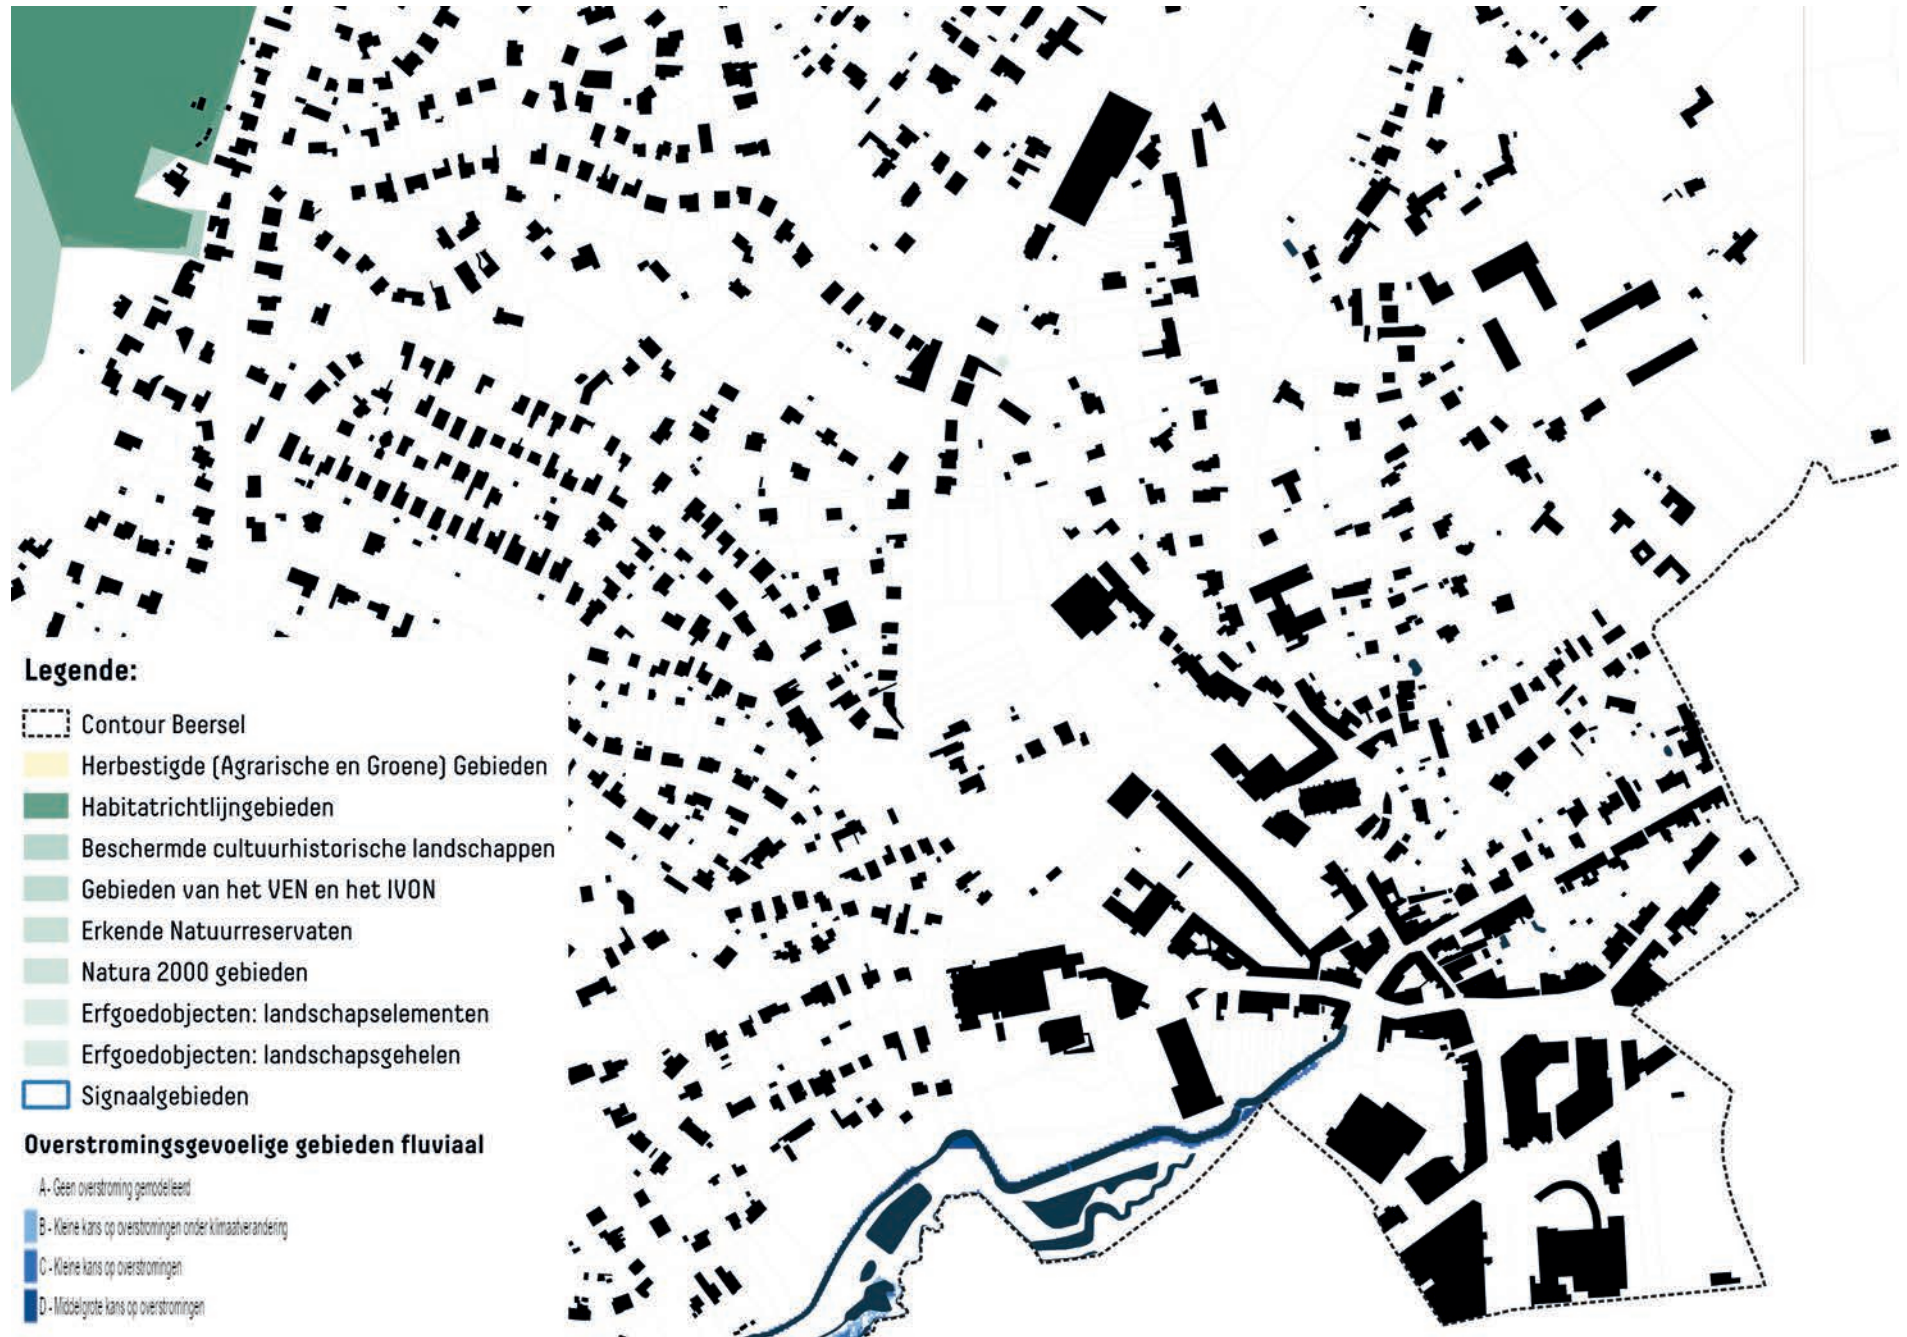 Legende:
Contour Beersel
Herbestigde (Agrarische en Groene) Gebieden
Habitatrichtlijngebieden
Beschermde cultuurhistorische landschappen
Gebieden van het VEN en het IVON
Erkende Natuurreservaten
Natura 2000 gebieden
Erfgoedobjecten: landschapselementen
Erfgoedobjecten: landschapsgehelen
Signaalgebieden
Overstromingsgevoelige gebieden fluviaal
A - Geen overstroming gemodelleerd
B - Kleine kans op overstromingen onder klimaatverandering
C - Kleine kans op overstromingen
D - Middelgrote kans op overstromingen